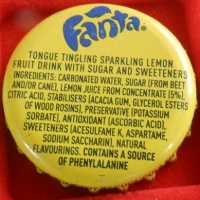 Fanta
TONGUE TINGLING SPARKLING LEMON
FRUIT DRINK WITH SUGAR AND SWEETENERS
INGREDIENTS: CARBONATED WATER, SUGAR (FROM BEET
AND/OR CANE), LEMON JUICE FROM CONCENTRATE (5%),
CITRIC ACID, STABILISERS (ACACIA GUM, GLYCEROL ESTERS
OF WOOD ROSINS), PRESERVATIVE (POTASSIUM
SORBATE), ANTIOXIDANT (ASCORBIC ACID),
SWEETENERS (ACESULFAME K, ASPARTAME,
SODIUM SACCHARIN), NATURAL
FLAVOURINGS. CONTAINS A SOURCE
OF PHENYLALANINE